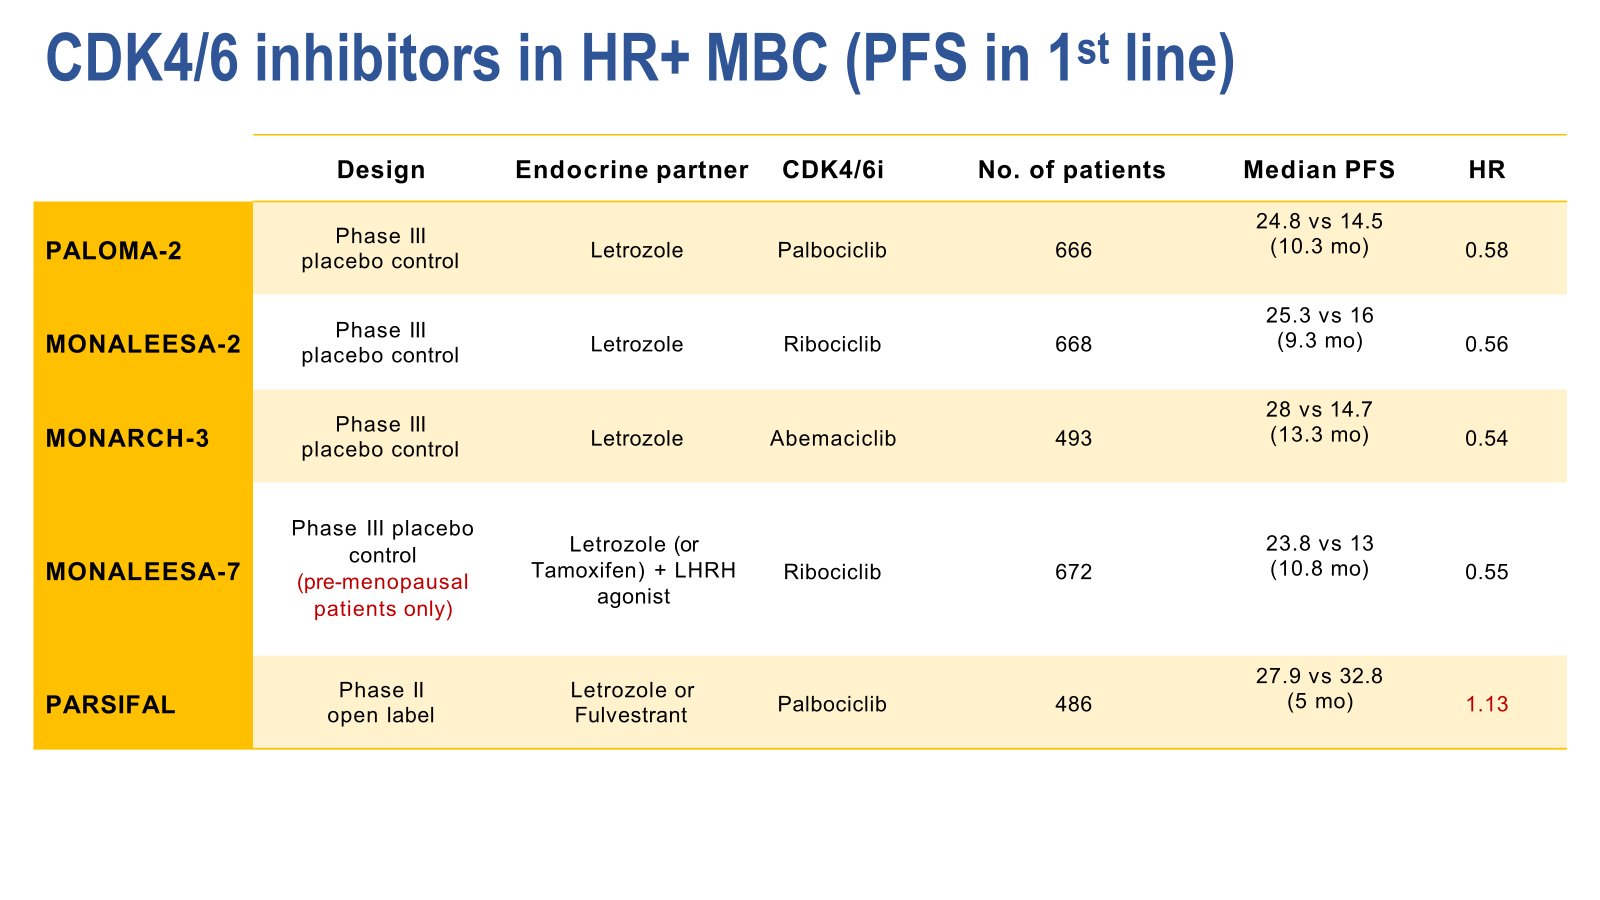 CDK4/6 inhibitors in HR+ MBC (PFS in 1st line)
Design Endocrine partner CDK4/6i No. of patients Median PFS HR
PALOMA-2
Phase III
placebo control
Letrozole
Palbociclib
666
24.8 vs 14.5
(10.3 mo)
0.58
MONALEESA-2
Phase III
placebo control
Letrozole
Ribociclib
668
25.3 vs 16
(9.3 mo)
0.56
MONARCH-3
Phase III
placebo control
Letrozole
Abemaciclib
493
28 vs 14.7
(13.3 mo)
0.54
MONALEESA-7
Phase III placebo
control
(pre-menopausal
patients only)
Letrozole (or
Tamoxifen) + LHRH
agonist
Ribociclib
672
23.8 vs 13
(10.8 mo)
0.55
PARSIFAL
Phase II
open label
Letrozole or
Fulvestrant
Palbociclib
486
27.9 vs 32.8
(5 mo)
1.13